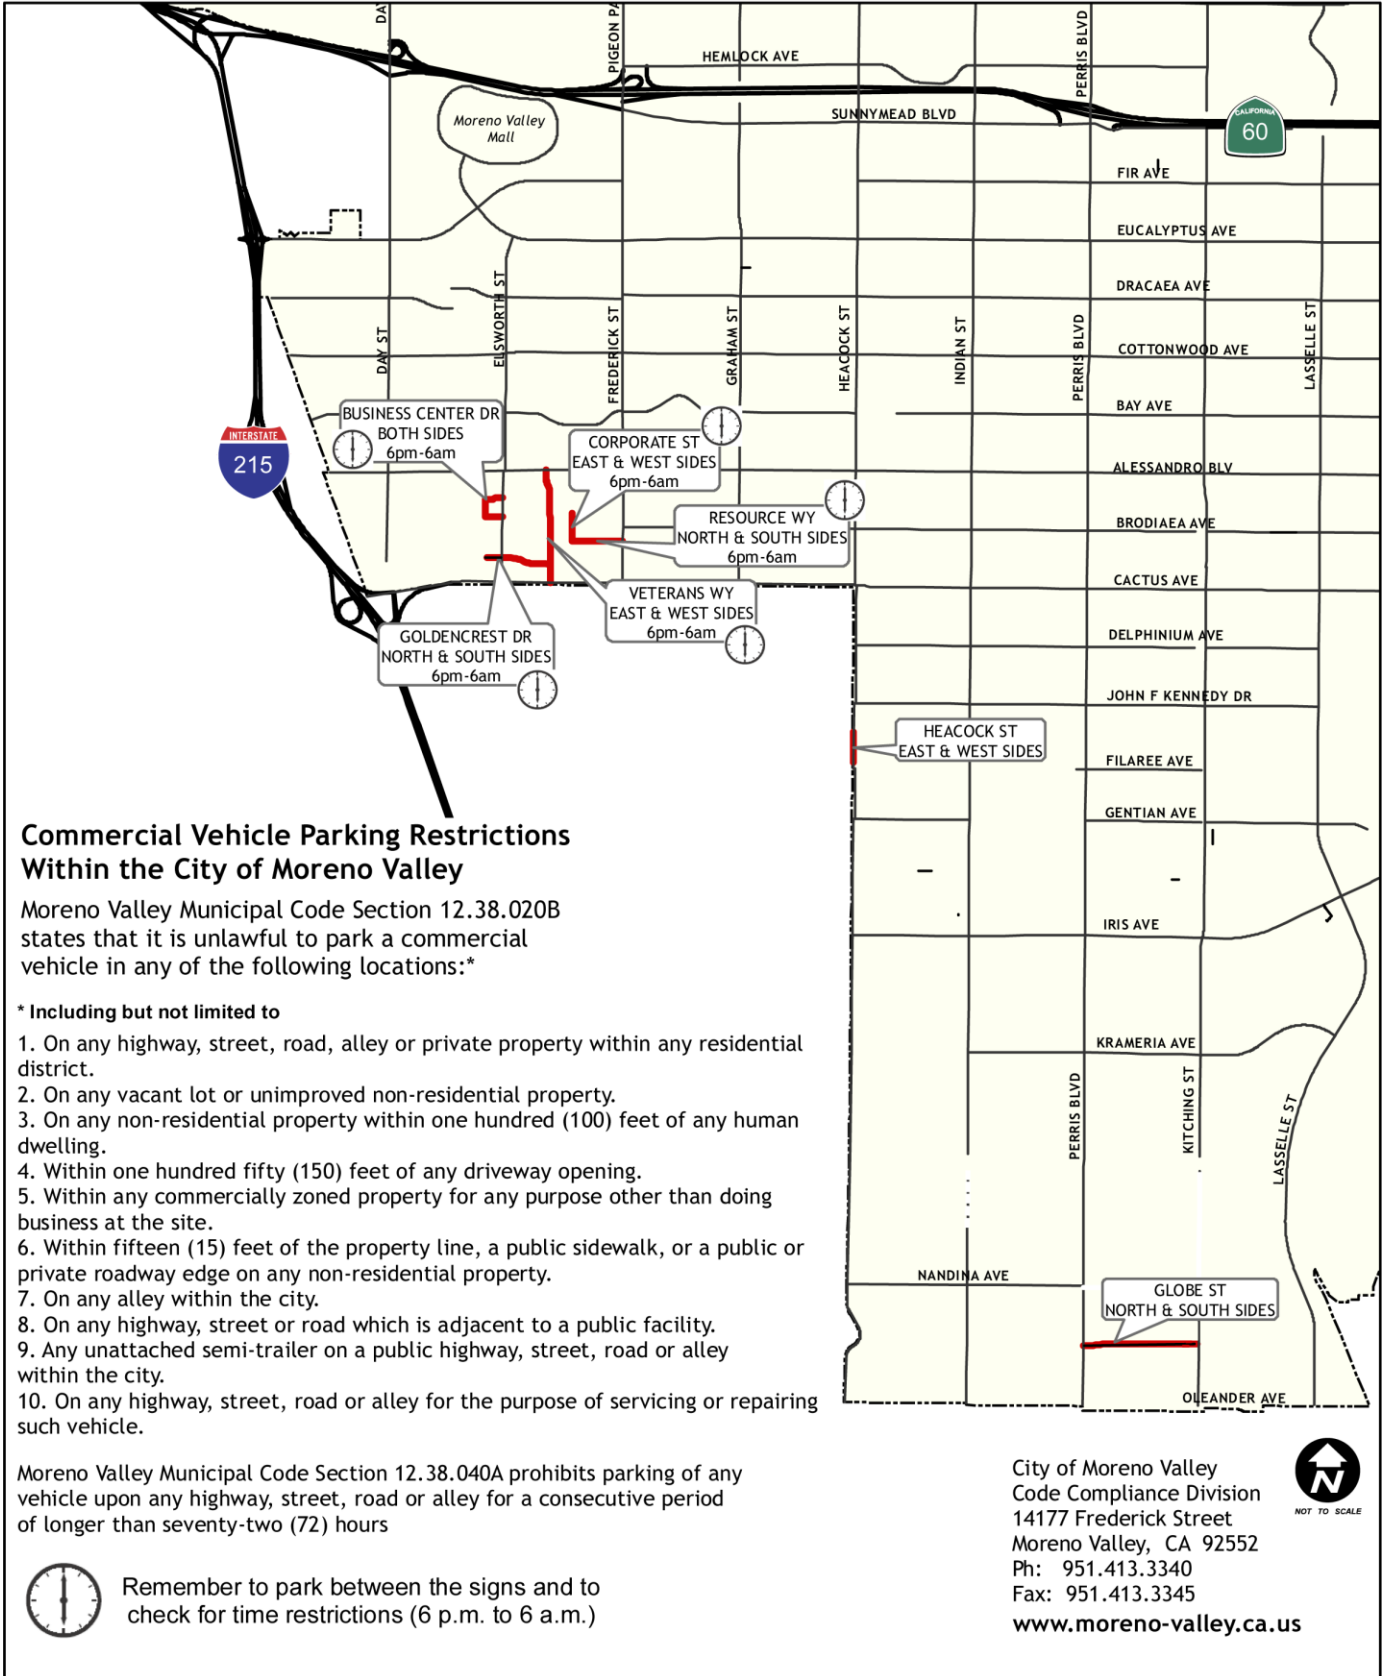 DAY
PIGEON PA
HEMLOCK AVE
PERRIS BLVD
Moreno Valley
Mall
SUNNYMEAD BLVD
CALIFORNIA
60
FIR AVE
EUCALYPTUS AVE
DRACAEA AVE
COTTONWOOD AVE
BAY AVE
ALESSANDRO BLV
BRODIAEA AVE
CACTUS AVE
DELPHINIUM AVE
JOHN F KENNEDY DR
FILAREE AVE
GENTIAN AVE
IRIS AVE
KRAMERIA AVE
NANDINA AVE
OLEANDER AVE
DAY ST
ELSWORTH ST
FREDERICK ST
GRAHAM ST
HEACOCK ST
INDIAN ST
PERRIS BLVD
LASSELLE ST
PERRIS BLVD
KITCHING ST
LASSELLE ST
INTERSTATE
215
BUSINESS CENTER DR
BOTH SIDES
6pm-6am
CORPORATE ST
EAST & WEST SIDES
6pm-6am
RESOURCE WY
NORTH & SOUTH SIDES
6pm-6am
VETERANS WY
EAST & WEST SIDES
6pm-6am
GOLDENCREST DR
NORTH & SOUTH SIDES
6pm-6am
HEACOCK ST
EAST & WEST SIDES
GLOBE ST
NORTH & SOUTH SIDES
Commercial Vehicle Parking Restrictions
Within the City of Moreno Valley
Moreno Valley Municipal Code Section 12.38.020B
states that it is unlawful to park a commercial
vehicle in any of the following locations:*
* Including but not limited to
1. On any highway, street, road, alley or private property within any residential
district.
2. On any vacant lot or unimproved non-residential property.
3. On any non-residential property within one hundred (100) feet of any human
dwelling.
4. Within one hundred fifty (150) feet of any driveway opening.
5. Within any commercially zoned property for any purpose other than doing
business at the site.
6. Within fifteen (15) feet of the property line, a public sidewalk, or a public or
private roadway edge on any non-residential property.
7. On any alley within the city.
8. On any highway, street or road which is adjacent to a public facility.
9. Any unattached semi-trailer on a public highway, street, road or alley
within the city.
10. On any highway, street, road or alley for the purpose of servicing or repairing
such vehicle.
Moreno Valley Municipal Code Section 12.38.040A prohibits parking of any
vehicle upon any highway, street, road or alley for a consecutive period
of longer than seventy-two (72) hours
Remember to park between the signs and to
check for time restrictions (6 p.m. to 6 a.m.)
City of Moreno Valley
Code Compliance Division
14177 Frederick Street
Moreno Valley, CA 92552
Ph: 951.413.3340
Fax: 951.413.3345
www.moreno-valley.ca.us
N
NOT TO SCALE